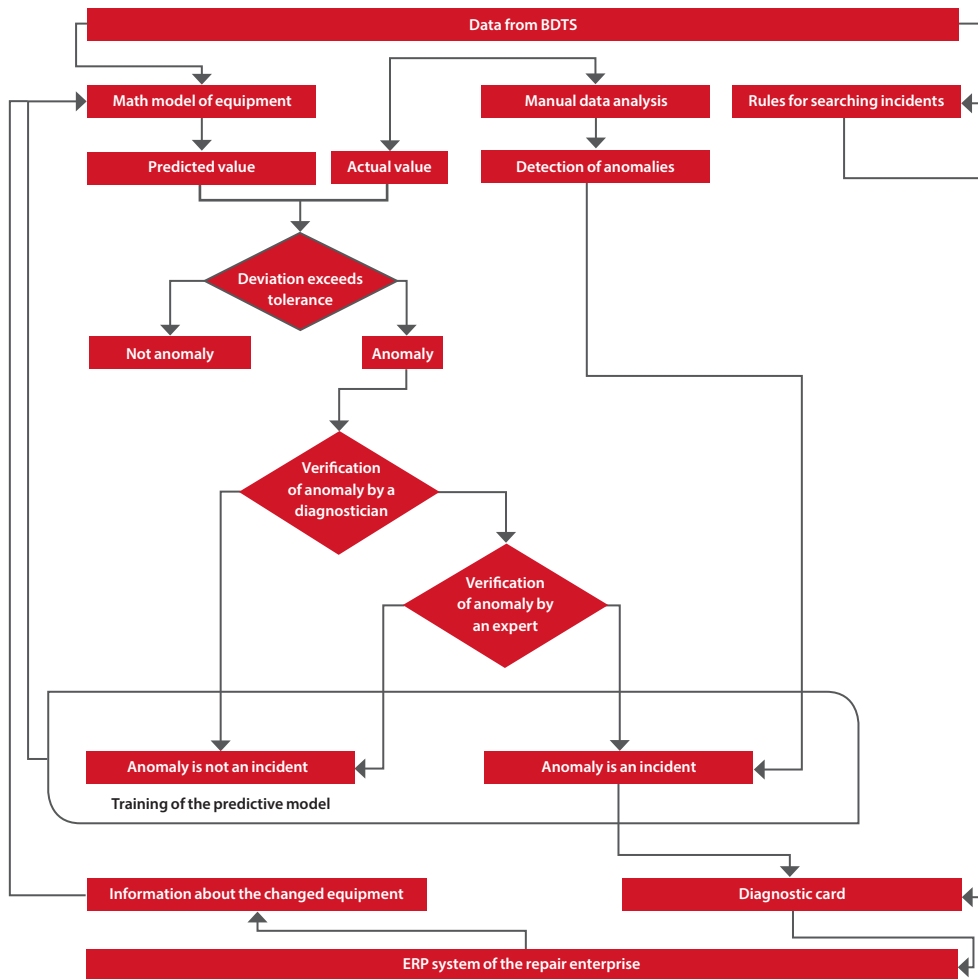 Data from BDTS
Math model of equipment
Manual data analysis
Rules for searching incidents
Predicted value
Actual value
Detection of anomalies
Deviation exceeds
tolerance
Not anomaly
Anomaly
Verification
of anomaly by a
diagnostician
Verification
of anomaly by
an expert
Anomaly is not an incident
Anomaly is an incident
Training of the predictive model
Information about the changed equipment
Diagnostic card
ERP system of the repair enterprise